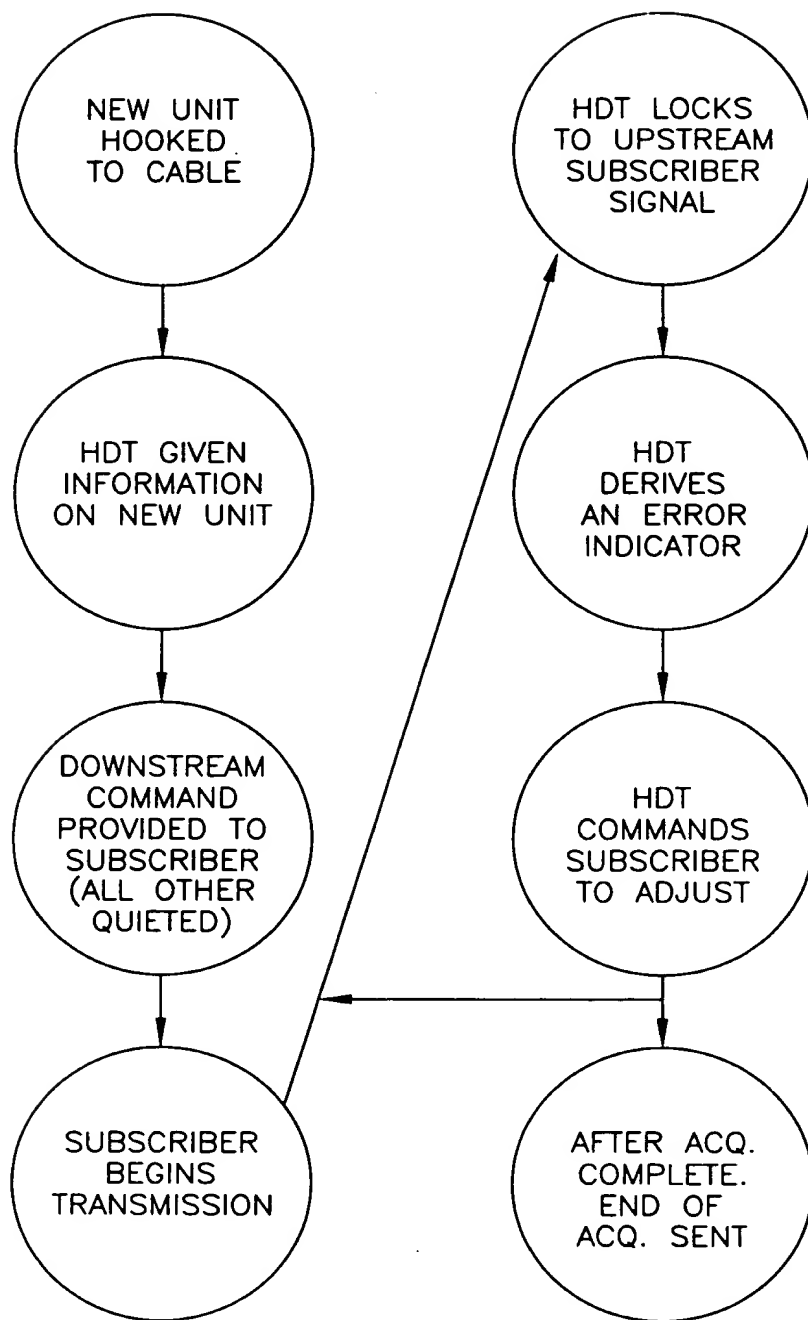 NEW UNIT
HOOKED
TO CABLE
HDT GIVEN
INFORMATION
ON NEW UNIT
DOWNSTREAM
COMMAND
PROVIDED TO
SUBSCRIBER
(ALL OTHER
QUIETED)
SUBSCRIBER
BEGINS
TRANSMISSION
HDT LOCKS
TO UPSTREAM
SUBSCRIBER
SIGNAL
HDT
DERIVES
AN ERROR
INDICATOR
HDT
COMMANDS
SUBSCRIBER
TO ADJUST
AFTER ACQ.
COMPLETE.
END OF
ACQ. SENT